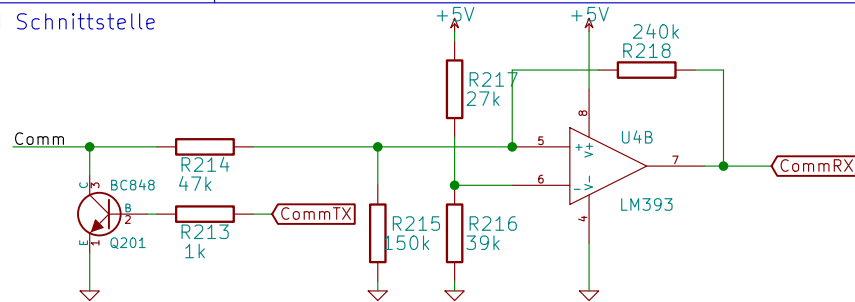 Schnittstelle
+5V
+5V
240k
R218
R217
27k
8
Comm
5
+
V+
U4B
7
CommRX
R214
47k
6
-
V-
LM393
4
C
3
BC848
B
2
CommTX
E
1
Q201
R213
1k
R215
150k
R216
39k